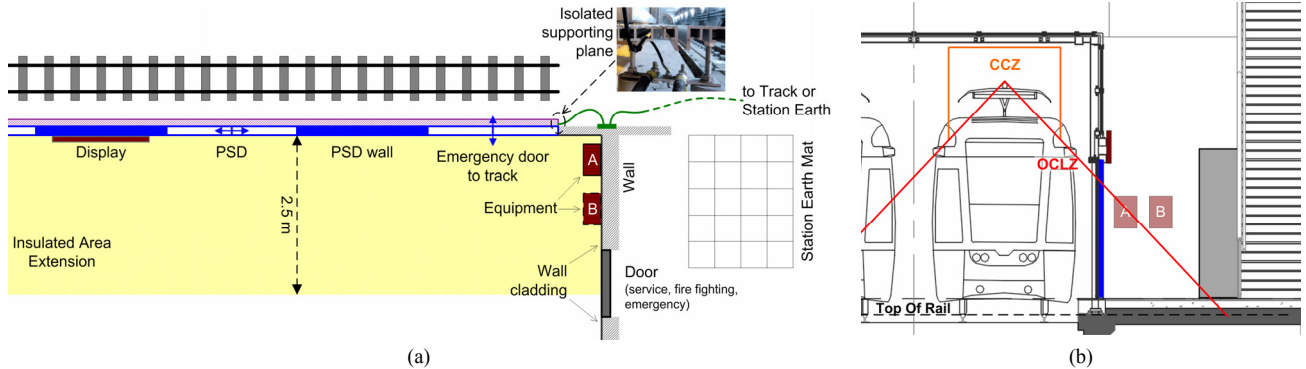 Isolated
supporting
plane
to Track or
Station Earth
Display
PSD
PSD wall
Emergency door
to track
A
Wall
Equipment
B
2.5 m
Insulated Area
Extension
Wall
cladding
Door
(service, fire fighting,
emergency)
Station Earth Mat
(a)
CCZ
OCLZ
A
B
Top Of Rail
(b)